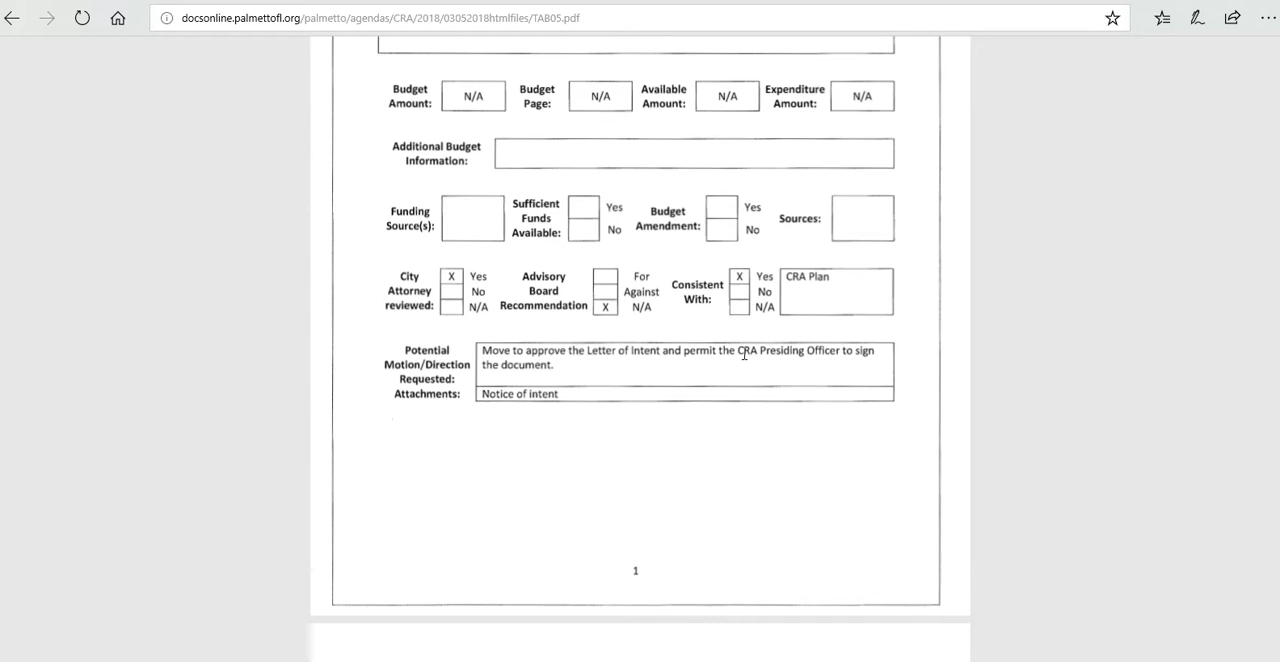 docsonline.palmettofl.org/palmetto/agendas/CRA/2018/03052018htmlfiles/TAB05.pdf
Budget Amount: N/A Budget Page: N/A Available Amount: N/A Expenditure Amount: N/A
Additional Budget Information:
Funding Source(s): Sufficient Funds Available: Yes No Budget Amendment: Yes No Sources:
City Attorney reviewed: X Yes No N/A Advisory Board Recommendation For Against X N/A Consistent With: X Yes No N/A CRA Plan
Potential Motion/Direction Requested: Move to approve the Letter of Intent and permit the CRA Presiding Officer to sign
the document.
Attachments: Notice of intent
1